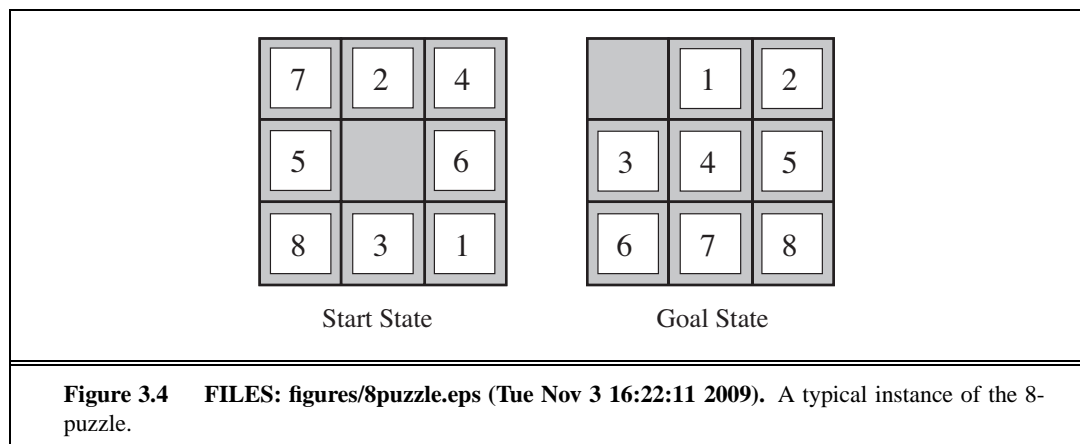 7 2 4
1 2
5 6
3 4 5
8 3 1
6 7 8
Start State
Goal State
Figure 3.4 FILES: figures/8puzzle.eps (Tue Nov 3 16:22:11 2009). A typical instance of the 8-
puzzle.